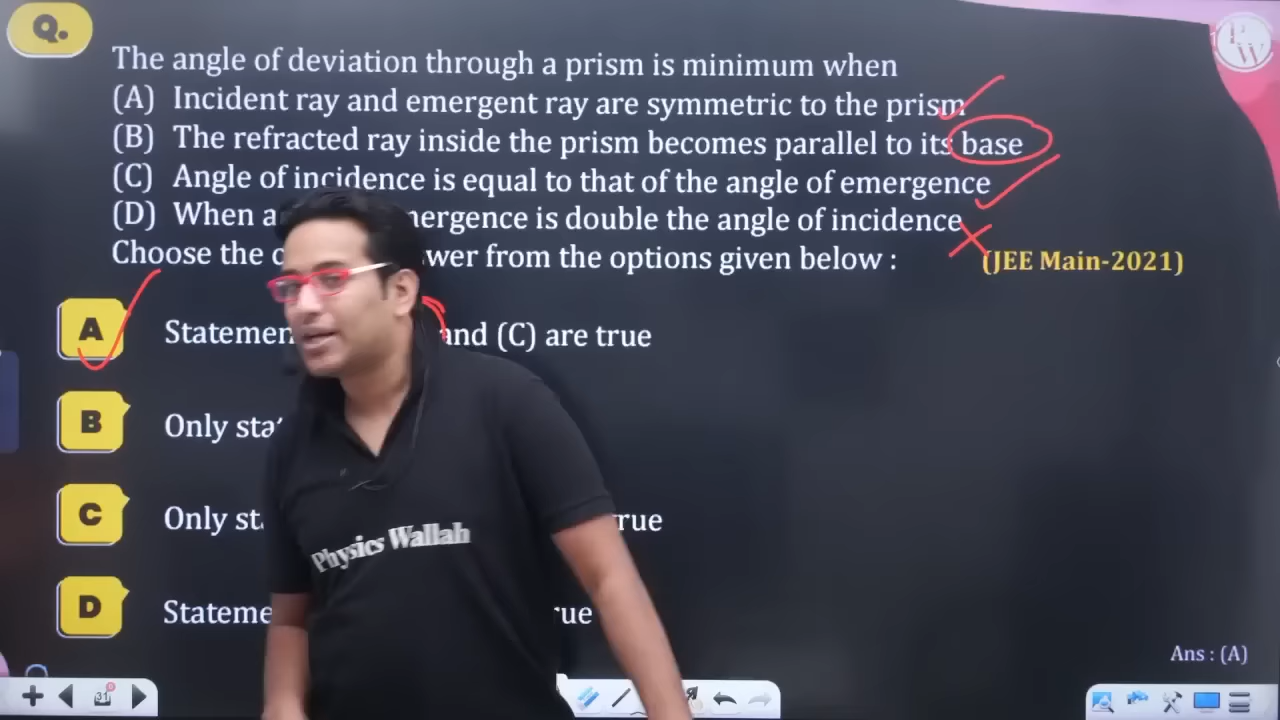 Q.
PW
The angle of deviation through a prism is minimum when
(A) Incident ray and emergent ray are symmetric to the prism
(B) The refracted ray inside the prism becomes parallel to its base
(C) Angle of incidence is equal to that of the angle of emergence
(D) When a mergence is double the angle of incidence
Choose the c wer from the options given below :
(JEE Main-2021)
A Statemen and (C) are true
B Only sta
C Only st rue
D Stateme rue
Physics Wallah
Ans : (A)
31